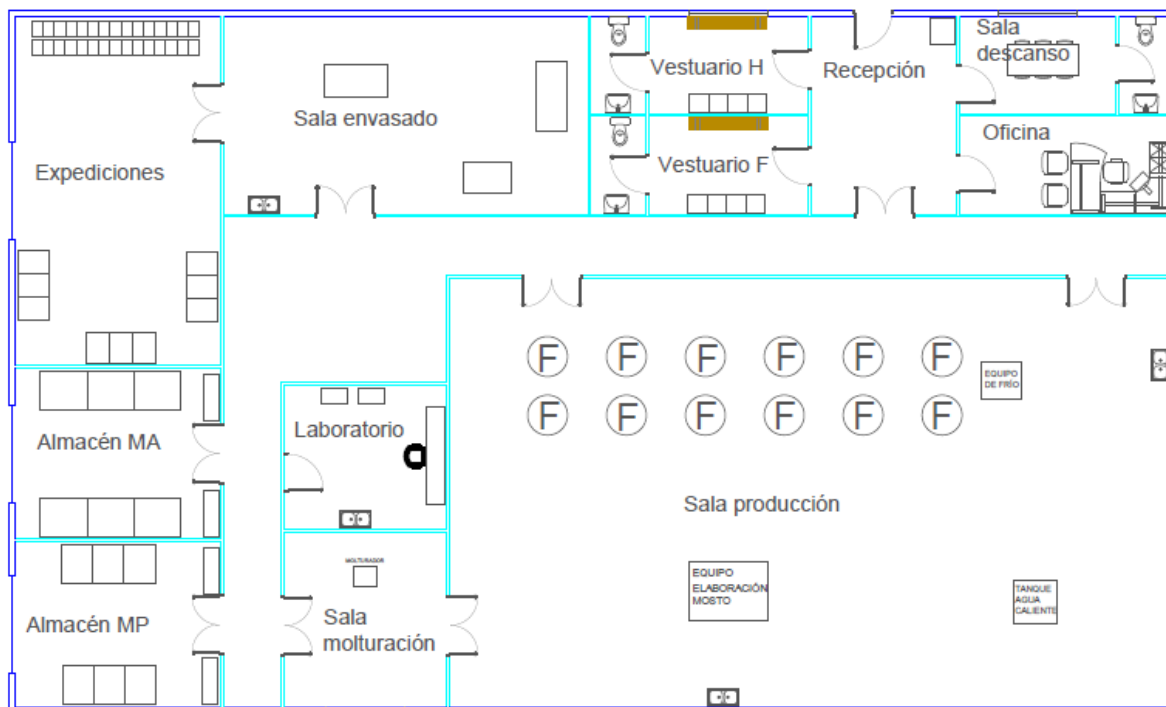 Sala
descanso
Vestuario H
Recepción
Sala envasado
Oficina
Vestuario F
Expediciones
F F F F F F
EQUIPO
DE FRÍO
F F F F F F
Laboratorio
Almacén MA
Sala producción
MOLTURADOR
EQUIPO
ELABORACIÓN
MOSTO
TANQUE
AGUA
CALIENTE
Almacén MP
Sala
molturación